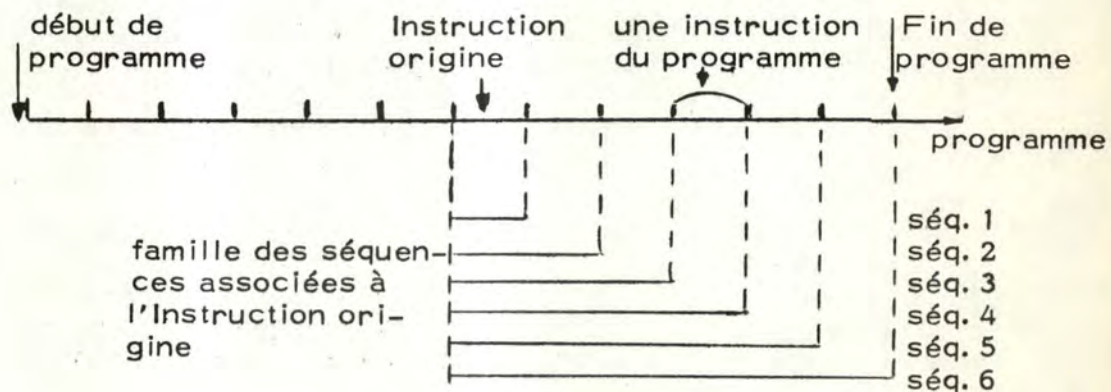 début de
programme
Instruction
origine
une instruction
du programme
Fin de
programme
programme
famille des séquen-
ces associées à
l'Instruction ori-
gine
séq. 1
séq. 2
séq. 3
séq. 4
séq. 5
séq. 6